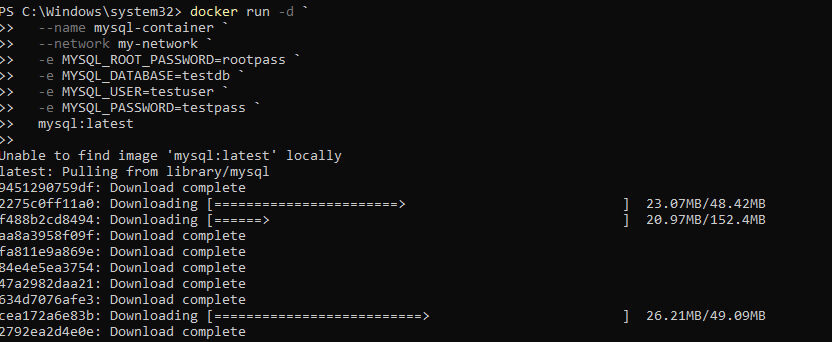 PS C:\Windows\system32> docker run -d `
>>   --name mysql-container `
>>   --network my-network `
>>   -e MYSQL_ROOT_PASSWORD=rootpass `
>>   -e MYSQL_DATABASE=testdb `
>>   -e MYSQL_USER=testuser `
>>   -e MYSQL_PASSWORD=testpass `
>>   mysql:latest
>>
Unable to find image 'mysql:latest' locally
latest: Pulling from library/mysql
9451290759df: Download complete
2275c0ff11a0: Downloading [=======================>                           ]  23.07MB/48.42MB
f488b2cd8494: Downloading [======>                                            ]  20.97MB/152.4MB
aa8a3958f09f: Download complete
fa811e9a869e: Download complete
84e4e5ea3754: Download complete
47a2982daa21: Download complete
634d7076afe3: Download complete
cea172a6e83b: Downloading [==========================>                        ]  26.21MB/49.09MB
2792ea2d4e0e: Download complete